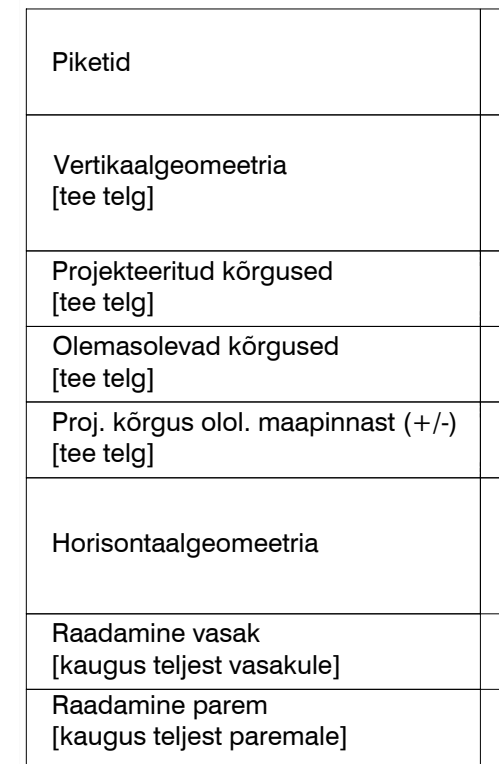 Piketid
Vertikaalgeomeetria
[tee telg]
Projekteeritud kõrgused
[tee telg]
Olemasolevad kõrgused
[tee telg]
Proj. kõrgus olol. maapinnast (+/-)
[tee telg]
Horisontaalgeomeetria
Raadamine vasak
[kaugus teljest vasakule]
Raadamine parem
[kaugus teljest paremale]